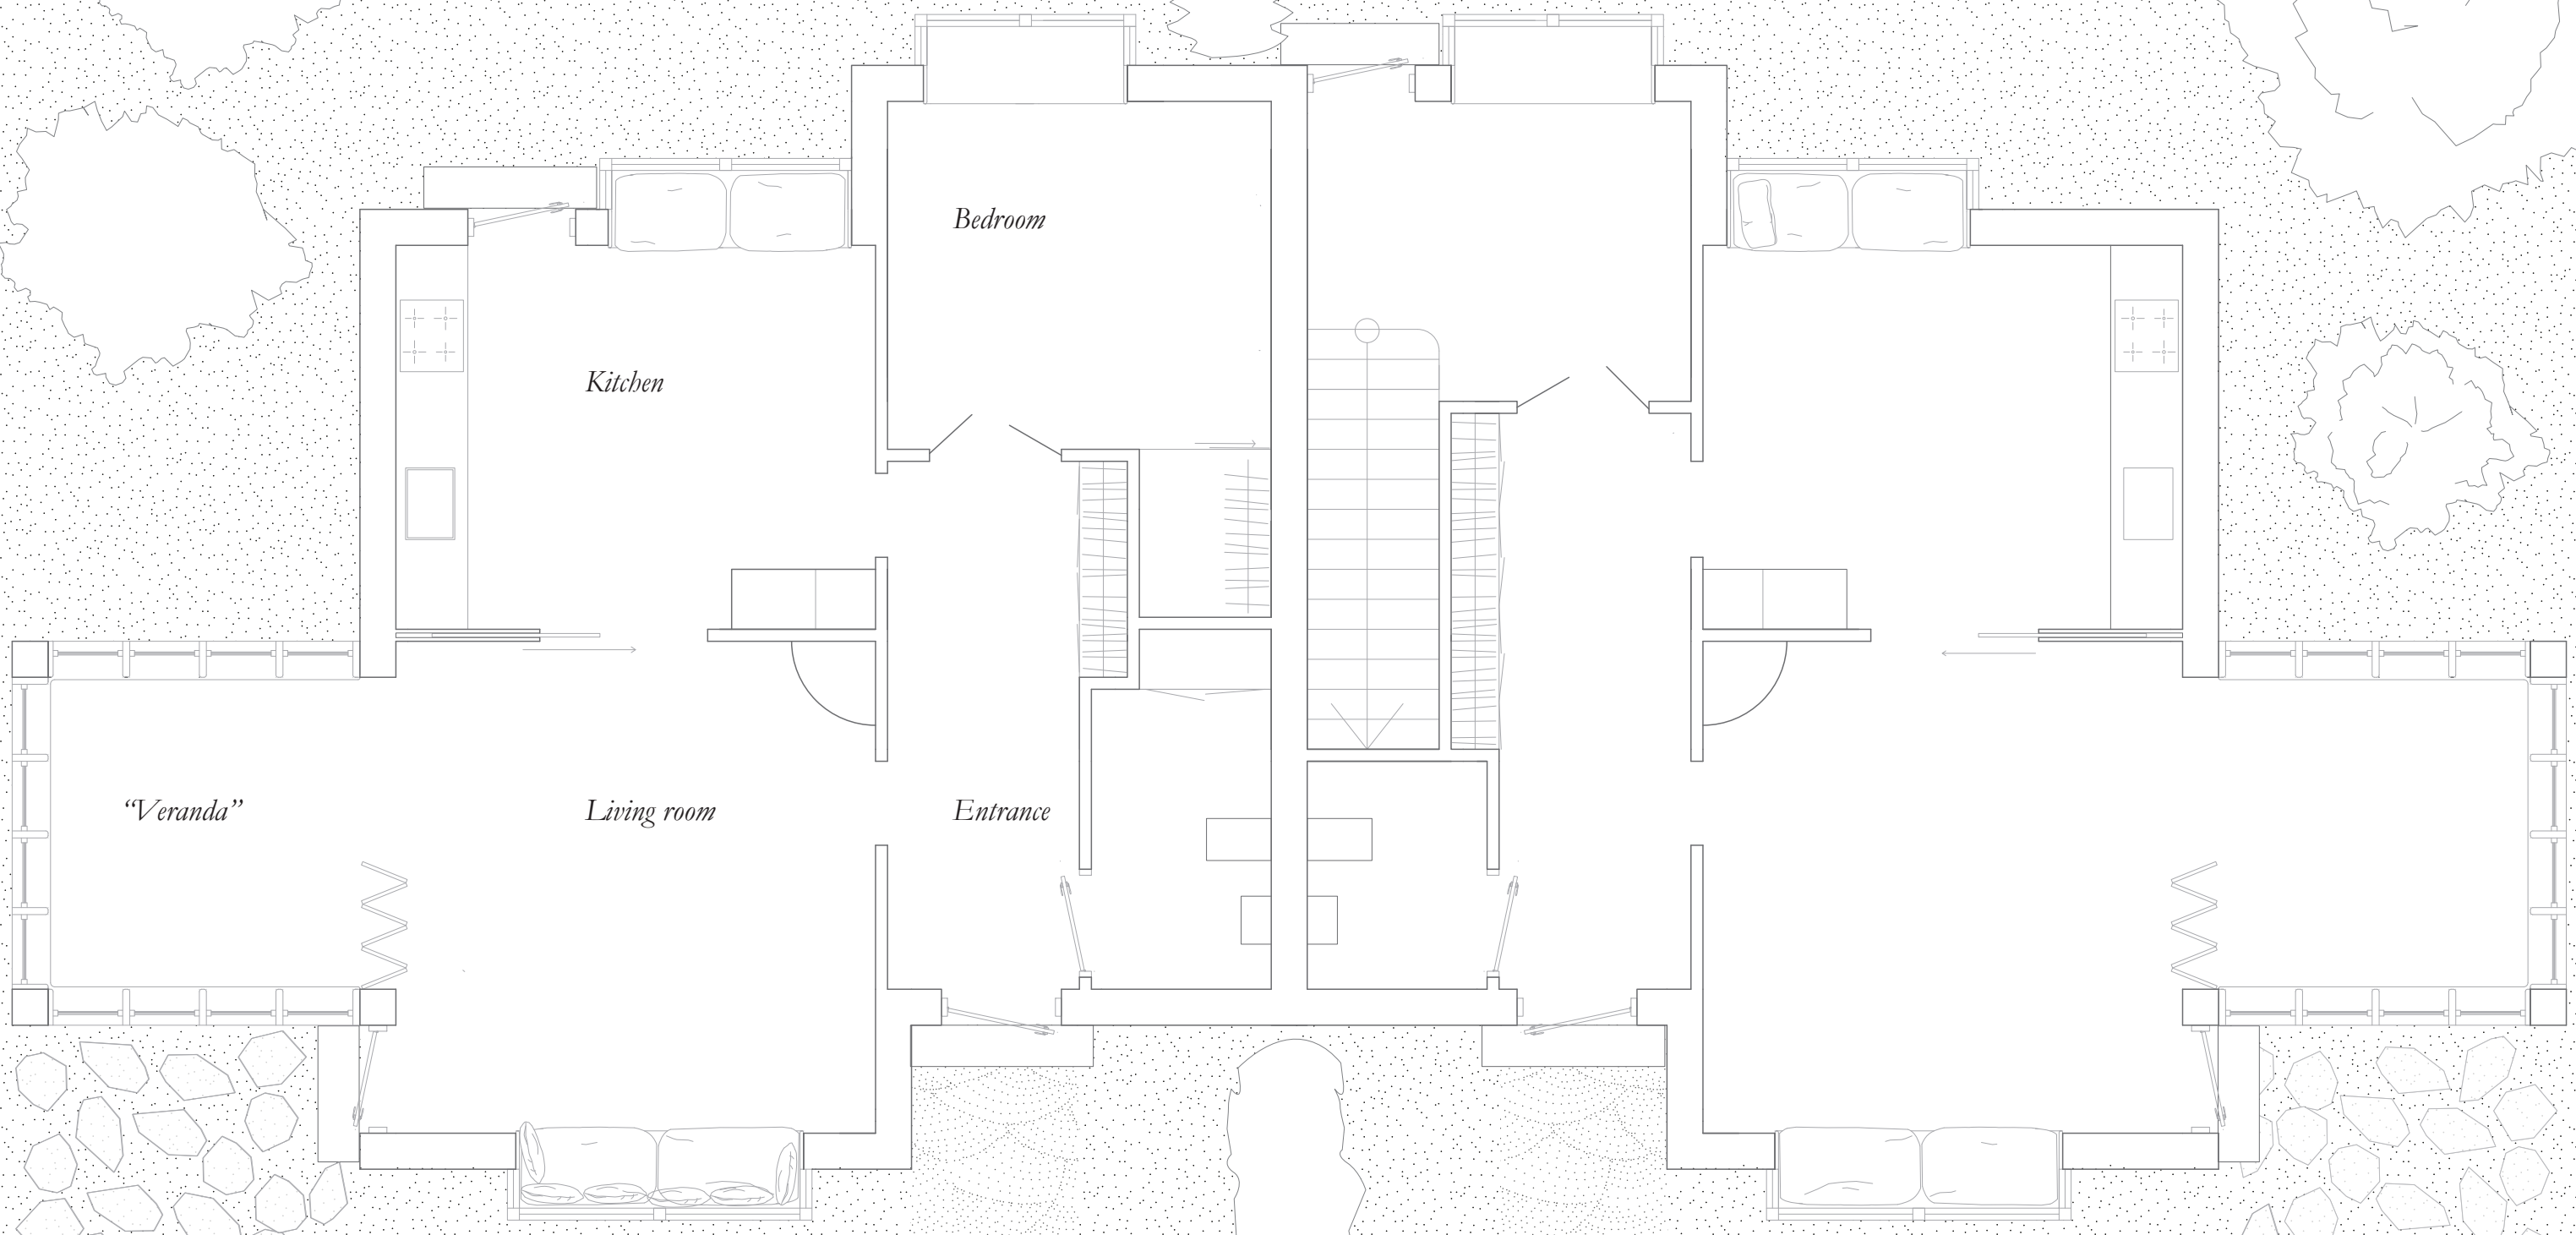 Bedroom
Kitchen
“Veranda”
Living room
Entrance